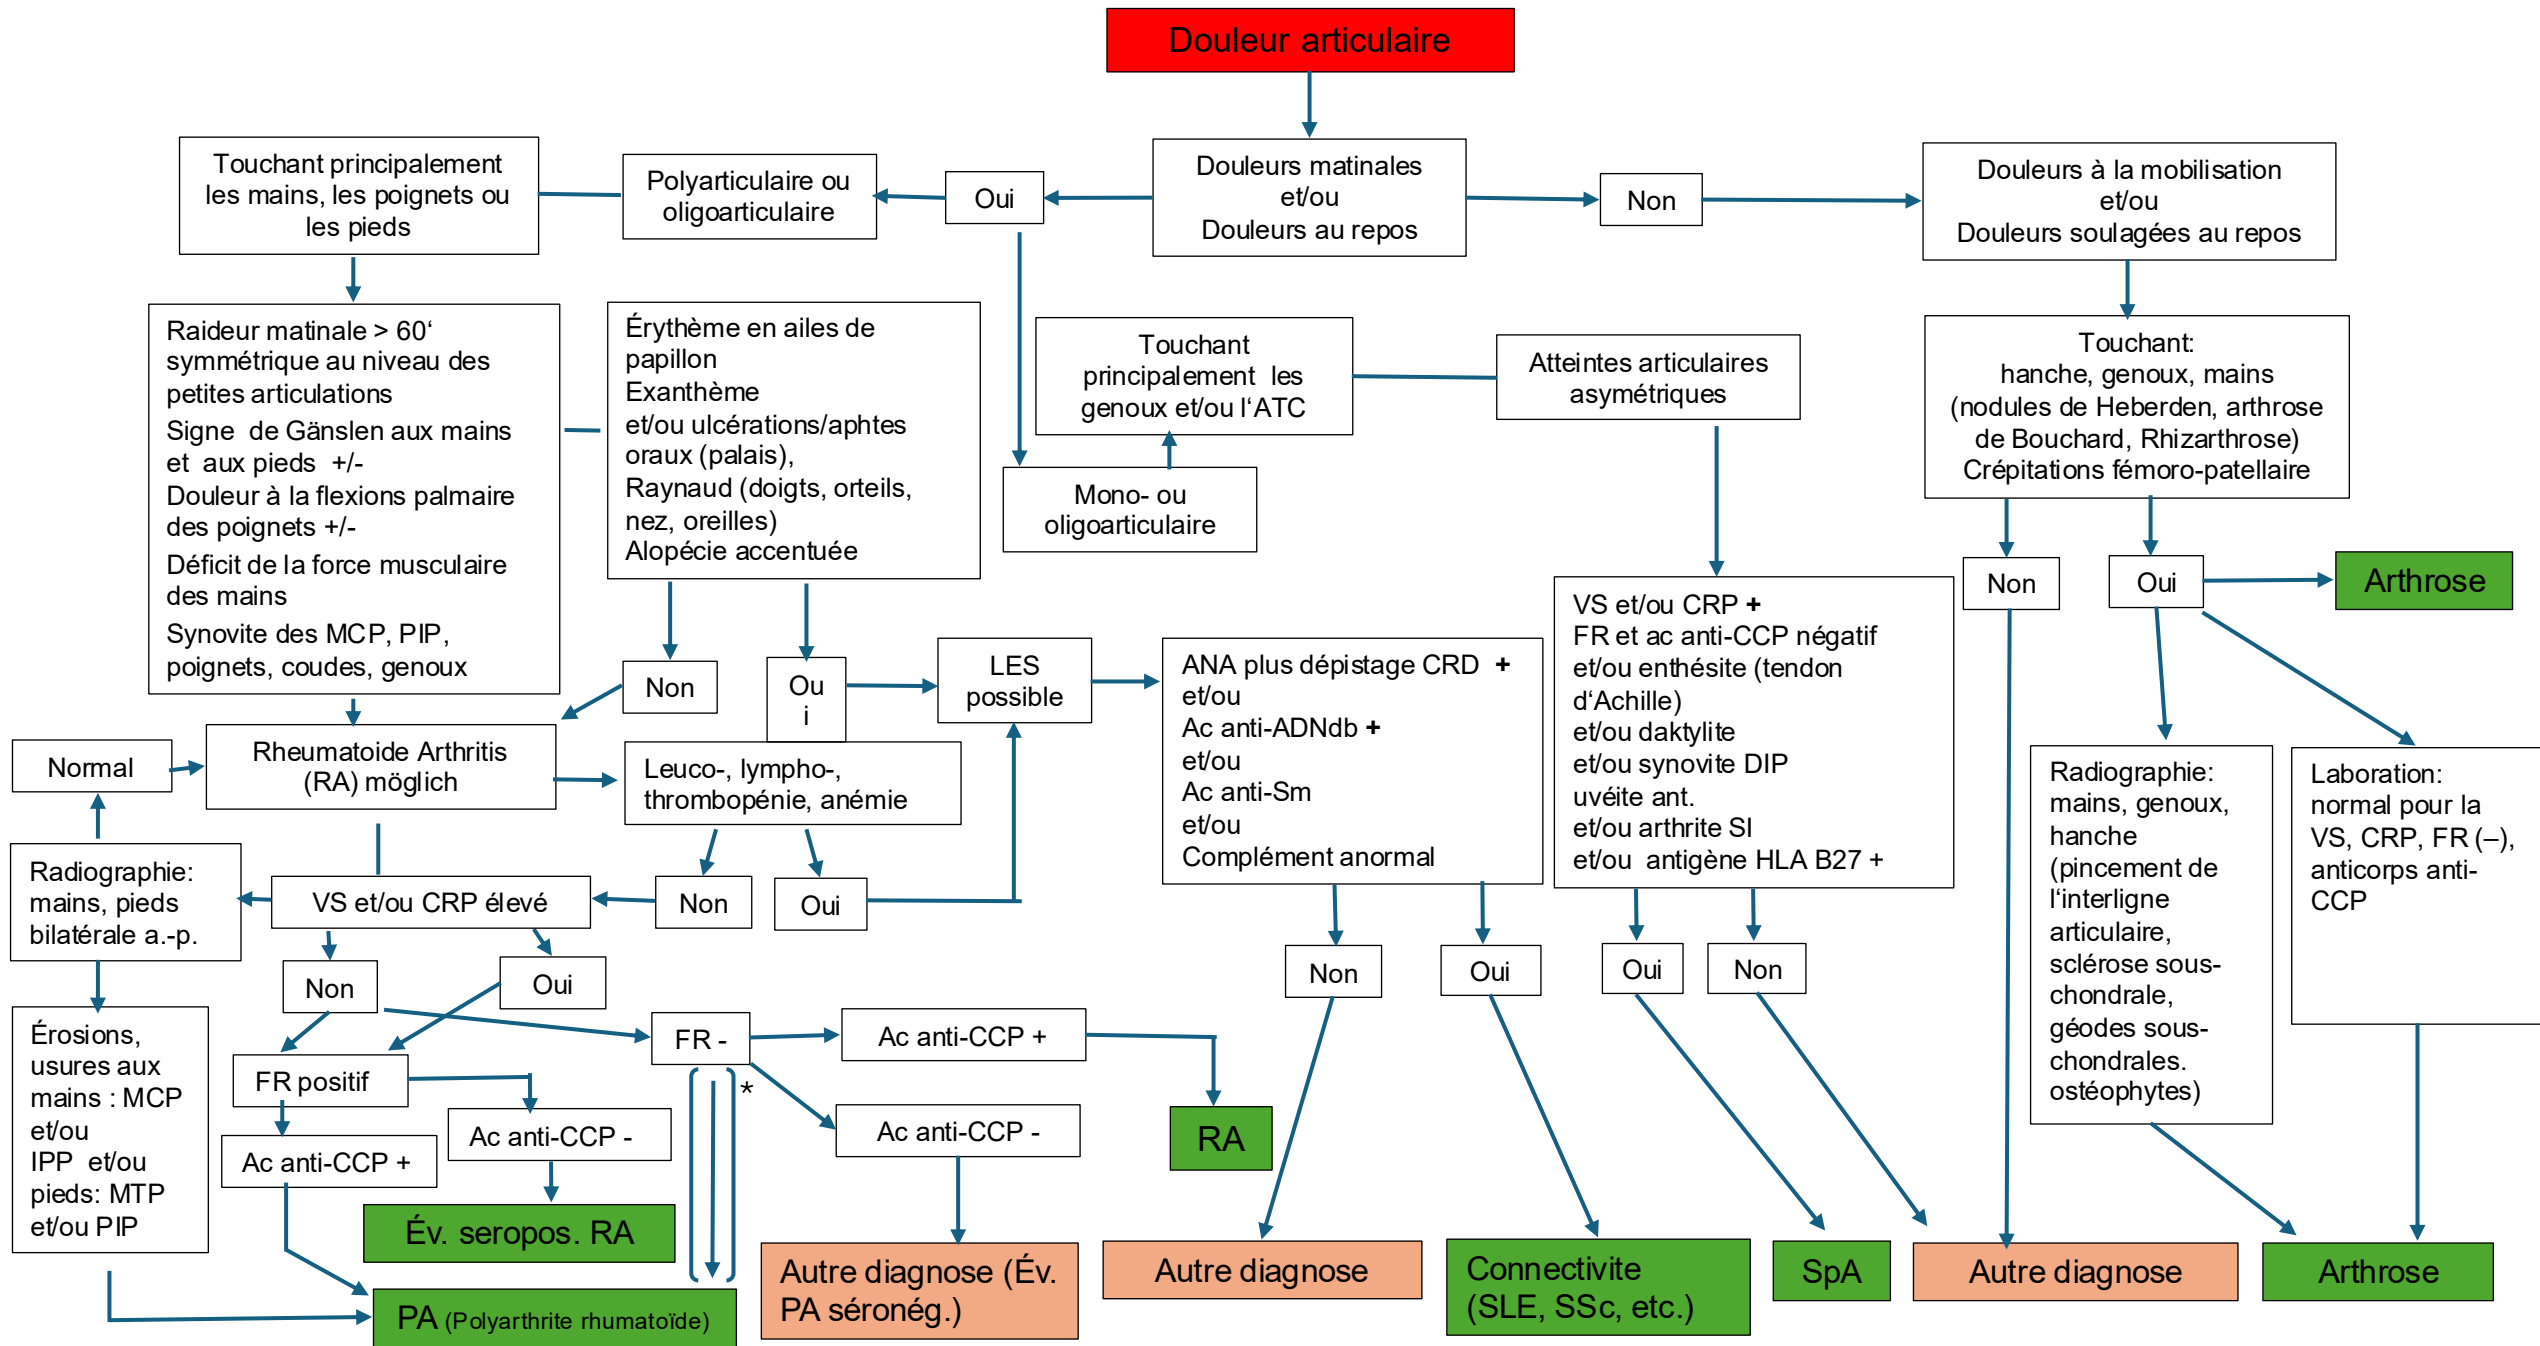 Douleur articulaire
Touchant principalement
les mains, les poignets ou
les pieds
Polyarticulaire ou
oligoarticulaire
Oui
Douleurs matinales
et/ou
Douleurs au repos
Non
Douleurs à la mobilisation
et/ou
Douleurs soulagées au repos
Raideur matinale > 60‘
symmétrique au niveau des
petites articulations
Signe de Gänslen aux mains
et aux pieds +/-
Douleur à la flexions palmaire
des poignets +/-
Déficit de la force musculaire
des mains
Synovite des MCP, PIP,
poignets, coudes, genoux
Érythème en ailes de
papillon
Exanthème
et/ou ulcérations/aphtes
oraux (palais),
Raynaud (doigts, orteils,
nez, oreilles)
Alopécie accentuée
Touchant
principalement les
genoux et/ou l‘ATC
Mono- ou
oligoarticulaire
Atteintes articulaires
asymétriques
Touchant:
hanche, genoux, mains
(nodules de Heberden, arthrose
de Bouchard, Rhizarthrose)
Crépitations fémoro-patellaire
Non
Oui
Arthrose
Non
Ou
i
LES
possible
ANA plus dépistage CRD +
et/ou
Ac anti-ADNdb +
et/ou
Ac anti-Sm
et/ou
Complément anormal
VS et/ou CRP +
FR et ac anti-CCP négatif
et/ou enthésite (tendon
d‘Achille)
et/ou daktylite
et/ou synovite DIP
uvéite ant.
et/ou arthrite SI
et/ou antigène HLA B27 +
Normal
Rheumatoide Arthritis
(RA) möglich
Leuco-, lympho-,
thrombopénie, anémie
Radiographie:
mains, genoux,
hanche
(pincement de
l‘interligne
articulaire,
sclérose sous-
chondrale,
géodes sous-
chondrales.
ostéophytes)
Laboration:
normal pour la
VS, CRP, FR (–),
anticorps anti-
CCP
Radiographie:
mains, pieds
bilatérale a.-p.
VS et/ou CRP élevé
Non
Oui
Non
Oui
Non
Oui
Oui
Non
Érosions,
usures aux
mains : MCP
et/ou
IPP et/ou
pieds: MTP
et/ou PIP
FR -
Ac anti-CCP +
FR positif
*
Ac anti-CCP -
Ac anti-CCP -
RA
Ac anti-CCP +
Év. seropos. RA
Autre diagnose (Év.
PA séronég.)
Autre diagnose
Connectivite
(SLE, SSc, etc.)
SpA
Autre diagnose
Arthrose
PA (Polyarthrite rhumatoïde)